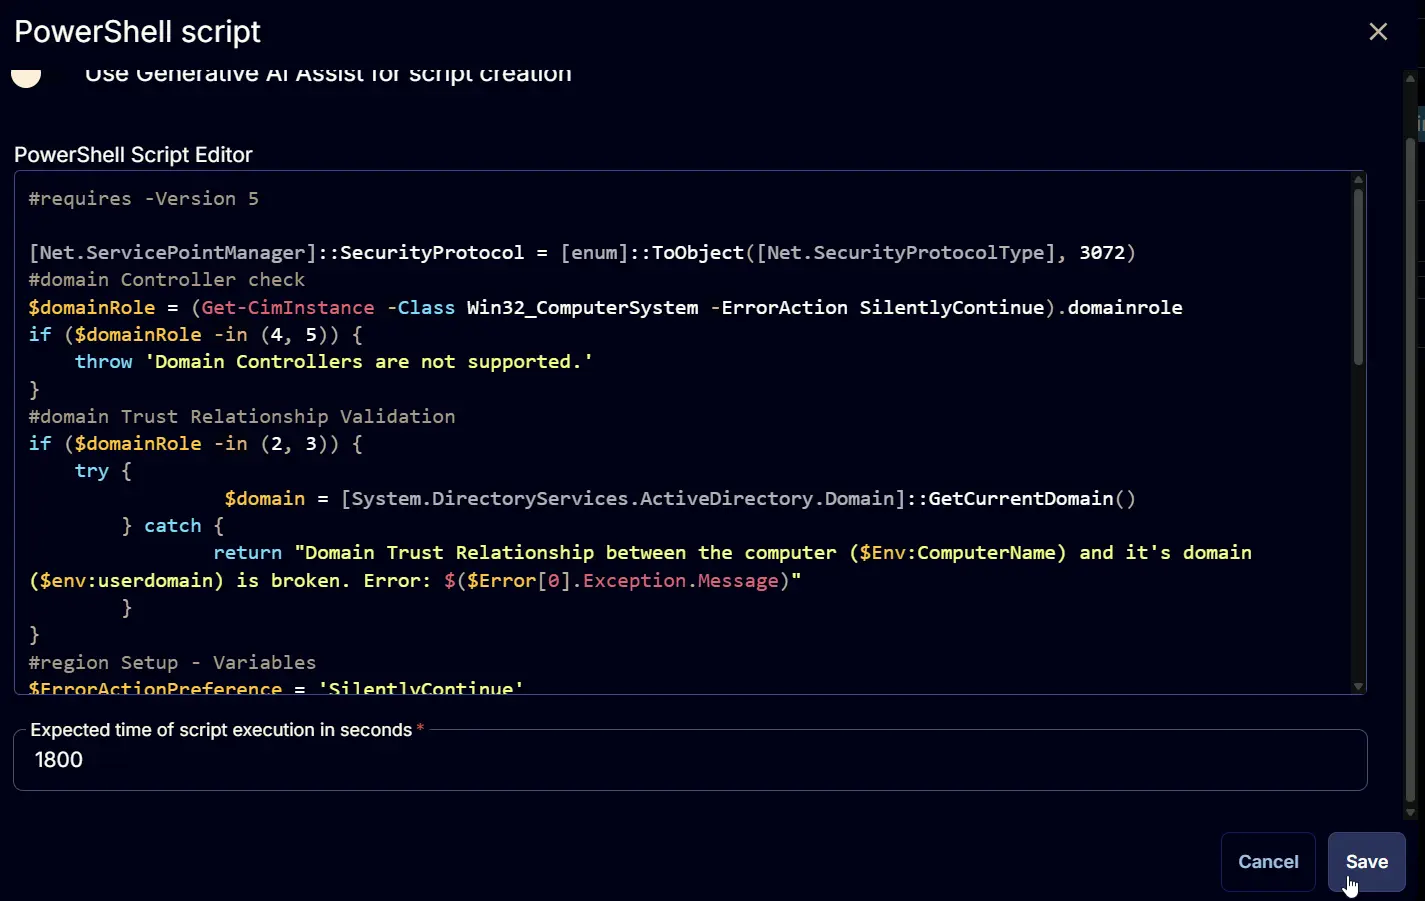 PowerShell script
Use Generative AI Assist for script creation
PowerShell Script Editor
#requires -Version 5
[Net.ServicePointManager]::SecurityProtocol = [enum]::ToObject([Net.SecurityProtocolType], 3072)
#domain Controller check
$domainRole = (Get-CimInstance -Class Win32_ComputerSystem -ErrorAction SilentlyContinue).domainrole
if ($domainRole -in (4, 5)) {
    throw 'Domain Controllers are not supported.'
}
#domain Trust Relationship Validation
if ($domainRole -in (2, 3)) {
    try {
                 $domain = [System.DirectoryServices.ActiveDirectory.Domain]::GetCurrentDomain()
        } catch {
                return "Domain Trust Relationship between the computer ($Env:ComputerName) and it's domain
($env:userdomain) is broken. Error: $($Error[0].Exception.Message)"
        }
}
#region Setup - Variables
$ErrorActionPreference = 'SilentlyContinue'
Expected time of script execution in seconds *
1800
Cancel
Save